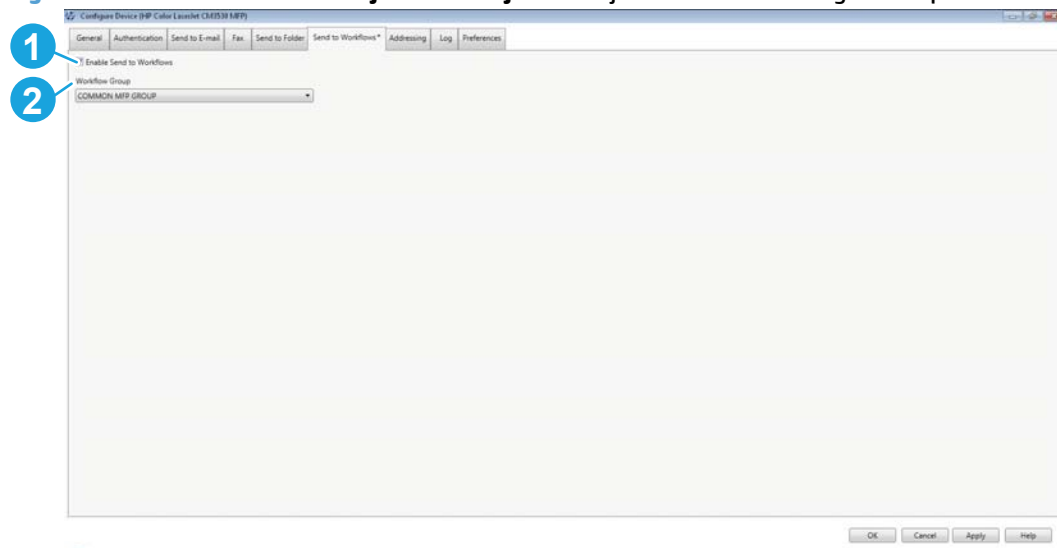 Configure Device (HP Color LaserJet CM3530 MFP)
General Authentication Send to E-mail Fax Send to Folder Send to Workflows* Addressing Log Preferences
1
Enable Send to Workflows
2
Workflow Group
COMMON MFP GROUP
OK Cancel Apply Help